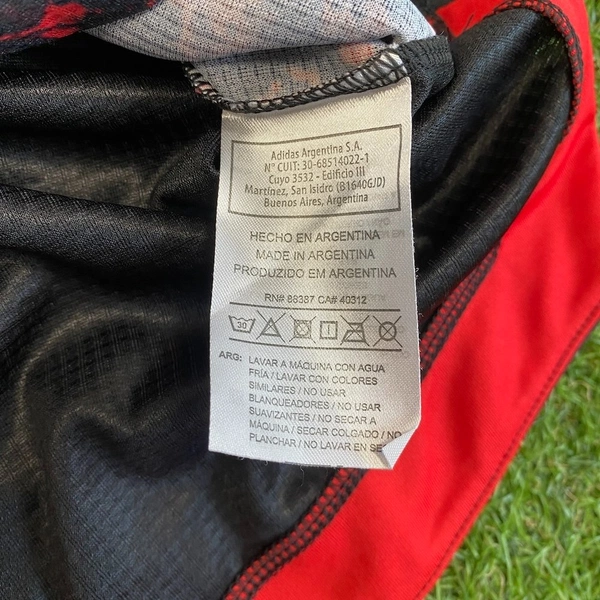 Adidas Argentina S.A.
N° CUIT: 30-68514022-1
Cuyo 3532 - Edificio III
Martínez, San Isidro (B1640GJD)
Buenos Aires, Argentina
HECHO EN ARGENTINA
MADE IN ARGENTINA
PRODUZIDO EM ARGENTINA
RN# 88387 CA# 40312
30
ARG: LAVAR A MÁQUINA CON AGUA
FRÍA / LAVAR CON COLORES
SIMILARES / NO USAR
BLANQUEADORES / NO USAR
SUAVIZANTES / NO SECAR A
MÁQUINA / SECAR COLGADO / NO
PLANCHAR / NO LAVAR EN SE